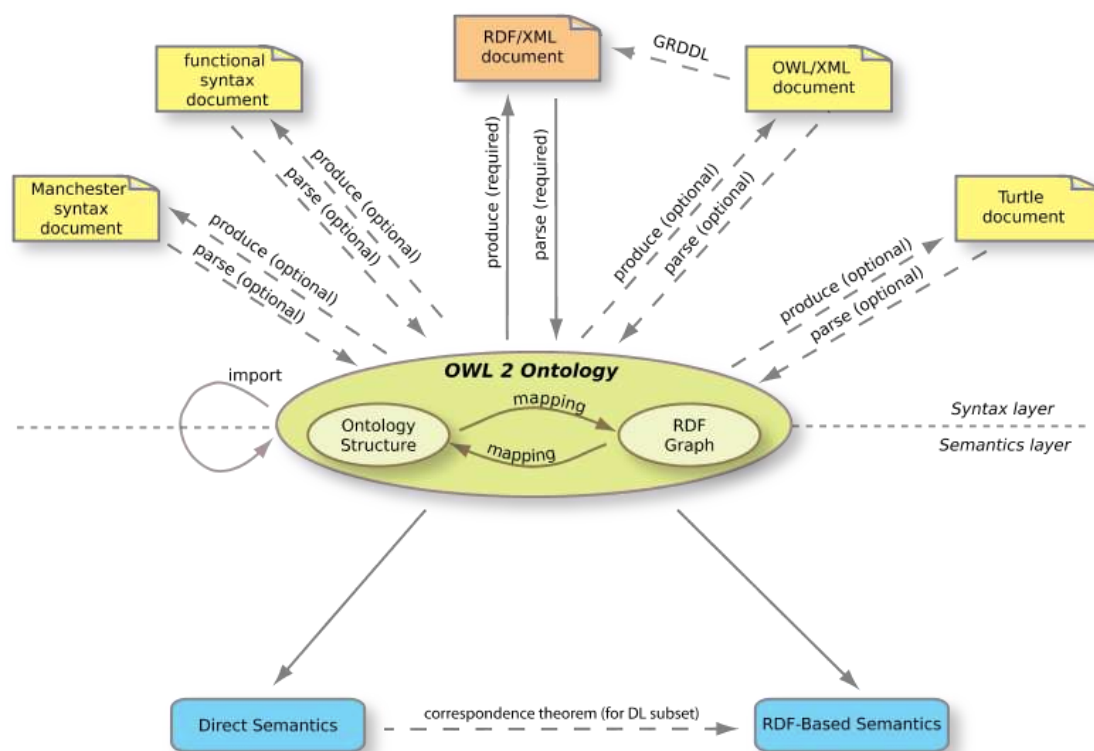 RDF/XML
document
GRDDL
functional
syntax
document
OWL/XML
document
Manchester
syntax
document
Turtle
document
produce (optional)
parse (optional)
produce (optional)
parse (optional)
produce (required)
parse (required)
produce (optional)
parse (optional)
produce (optional)
parse (optional)
OWL 2 Ontology
import
mapping
Ontology
Structure
RDF
Graph
mapping
Syntax layer
Semantics layer
Direct Semantics
correspondence theorem (for DL subset)
RDF-Based Semantics